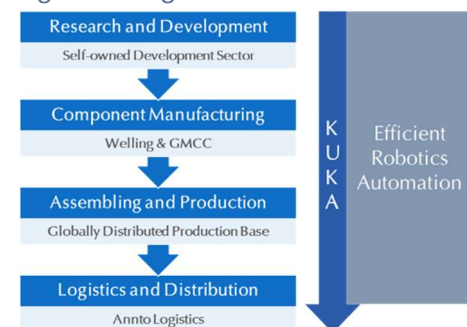 Research and Development
Self-owned Development Sector
Component Manufacturing
Welling & GMCC
Assembling and Production
Globally Distributed Production Base
Logistics and Distribution
Annto Logistics
KUKA
Efficient
Robotics
Automation